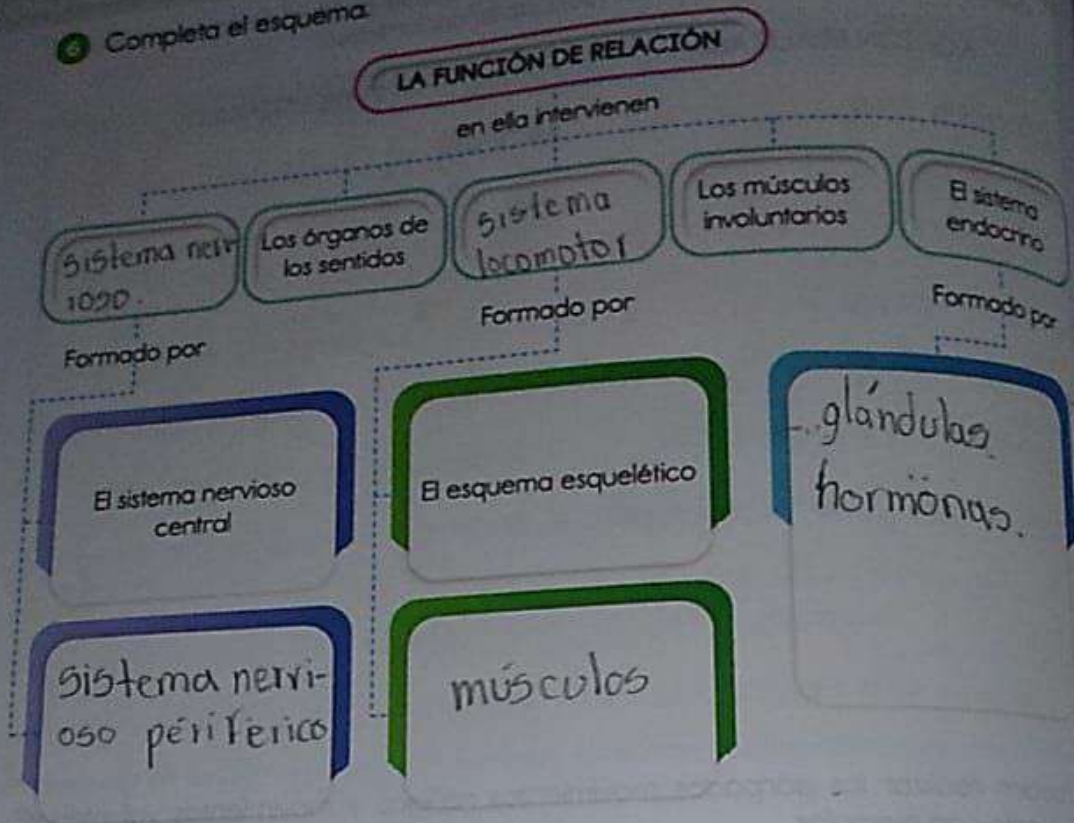 6 Completa el esquema.
LA FUNCIÓN DE RELACIÓN
en ella intervienen
sistema nerv
ioso.
Los órganos de
los sentidos
Sistema
locomotor
Los músculos
involuntarios
El sistema
endocrino
Formado por
Formado por
Formado por
El sistema nervioso
central
El esquema esquelético
glándulas.
hormonas.
sistema nervi-
oso périférico
músculos